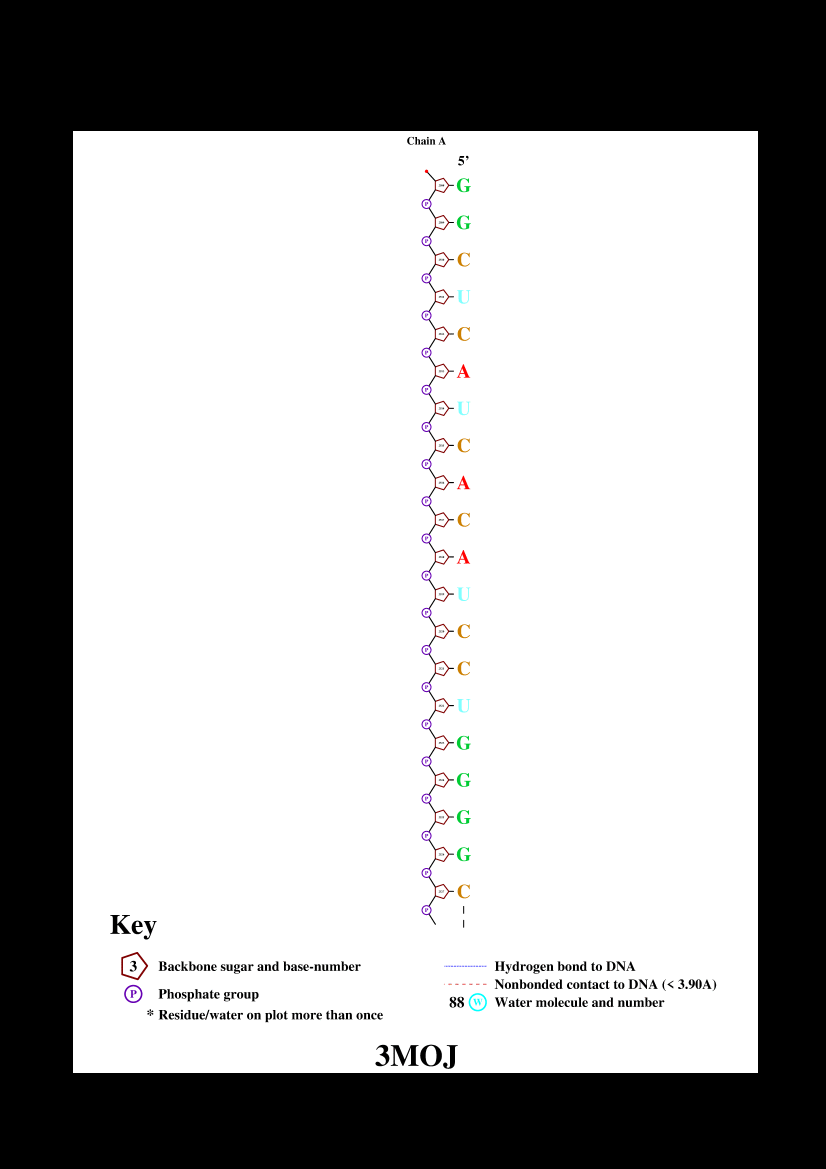 Chain A
5’
G
P
G
P
C
P
U
P
C
P
A
P
U
P
C
P
A
P
C
P
A
P
U
P
C
P
C
P
U
P
G
P
G
P
G
P
G
P
C
P
Key
3 Backbone sugar and base-number
P Phosphate group
* Residue/water on plot more than once
Hydrogen bond to DNA
Nonbonded contact to DNA (< 3.90A)
88 W Water molecule and number
3MOJ